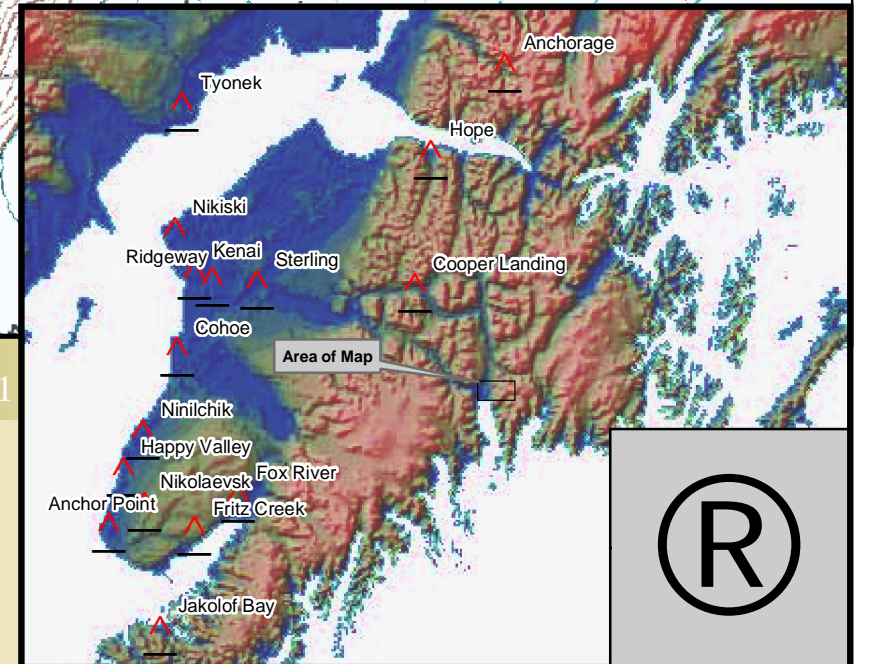 Anchorage
Tyonek
Hope
Nikiski
Ridgeway Kenai Sterling
Cooper Landing
Cohoe
Area of Map
1
Ninilchik
Happy Valley
Nikolaevsk Fox River
Anchor Point Fritz Creek
®
Jakolof Bay